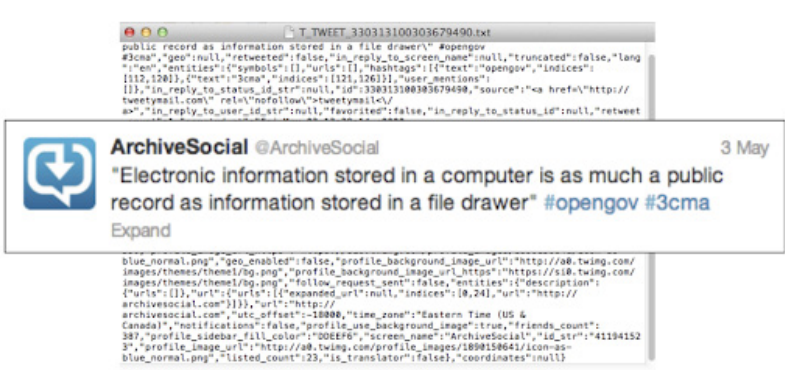 T_TWEET_330313100303679490.txt
public record as information stored in a file drawer\" #opengov
#3cma","geo":null,"retweeted":false,"in_reply_to_screen_name":null,"truncated":false,"lang
":"en","entities":{"symbols":[],"urls":[],"hashtags":[{"text":"opengov","indices":
[112,120]},{"text":"3cma","indices":[121,126]}],"user_mentions":
[]},"in_reply_to_status_id_str":null,"id":330313100303679490,"source":"<a href=\"http://
tweetymail.com\" rel=\"nofollow\">tweetymail<\/
a>","in_reply_to_user_id_str":null,"favorited":false,"in_reply_to_status_id":null,"retweet
ArchiveSocial @ArchiveSocial 3 May
"Electronic information stored in a computer is as much a public
record as information stored in a file drawer" #opengov #3cma
Expand
blue_normal.png","geo_enabled":false,"profile_background_image_url":"http://a0.twimg.com/
images/themes/theme1/bg.png","profile_background_image_url_https":"https://si0.twimg.com/
images/themes/theme1/bg.png","follow_request_sent":false,"entities":{"description":
{"urls":[]},"url":{"urls":[{"expanded_url":null,"indices":[0,24],"url":"http://
archivesocial.com"}]}},"url":"http://
archivesocial.com","utc_offset":-18000,"time_zone":"Eastern Time (US &
Canada)","notifications":false,"profile_use_background_image":true,"friends_count":
387,"profile_sidebar_fill_color":"DDEEF6","screen_name":"ArchiveSocial","id_str":"41194152
3","profile_image_url":"http://a0.twimg.com/profile_images/1890150641/icon-as-
blue_normal.png","listed_count":23,"is_translator":false},"coordinates":null}